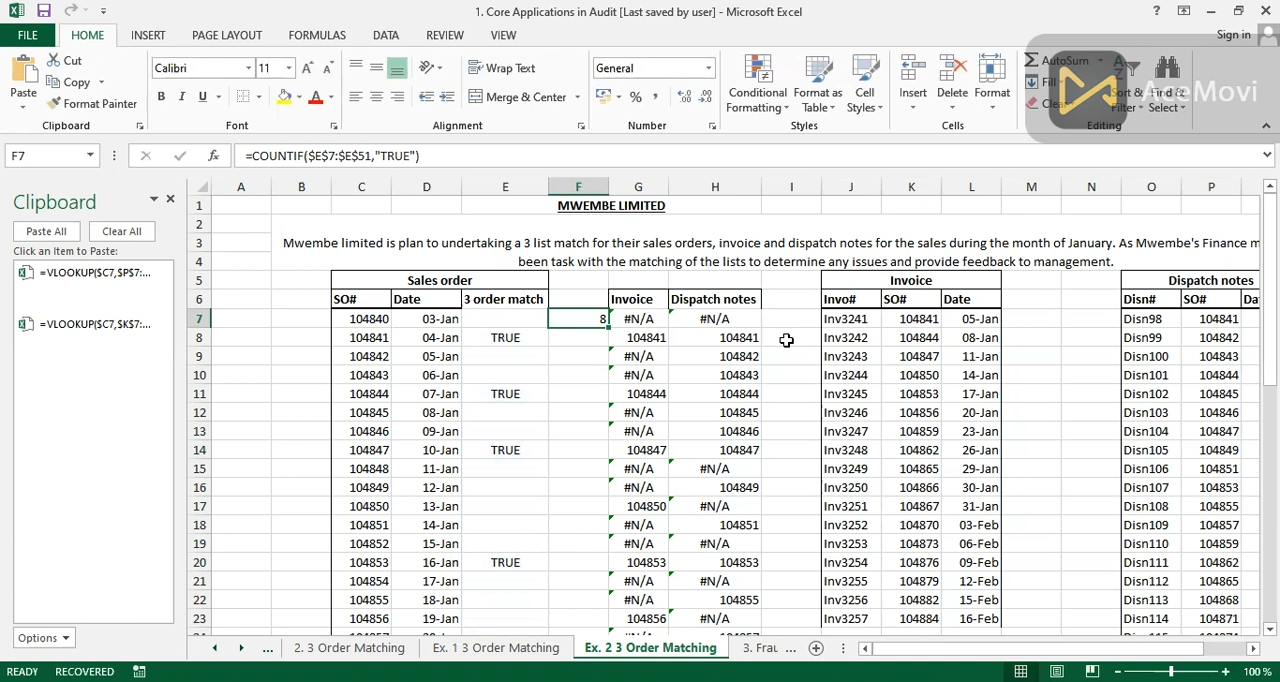 1. Core Applications in Audit [Last saved by user] - Microsoft Excel
FILE HOME INSERT PAGE LAYOUT FORMULAS DATA REVIEW VIEW Sign in
Paste Cut Copy Format Painter
Calibri 11
B I U
Wrap Text
Merge & Center
General
Conditional Formatting
Format as Table
Cell Styles
Insert Delete Format
AutoSum
Fill
Clear
Sort & Filter
Find & Select
AceMovi
Clipboard Font Alignment Number Styles Cells Editing
F7 fx =COUNTIF($E$7:$E$51,"TRUE")
Clipboard
Paste All Clear All
Click an Item to Paste:
=VLOOKUP($C7,$P$7:...
=VLOOKUP($C7,$K$7:...
Options
A B C D E F G H I J K L M N O P
1 MWEMBE LIMITED
2
3 Mwembe limited is plan to undertaking a 3 list match for their sales orders, invoice and dispatch notes for the sales during the month of January. As Mwembe's Finance m
4 been task with the matching of the lists to determine any issues and provide feedback to management.
5 Sales order Invoice Dispatch notes
6 SO# Date 3 order match Invoice Dispatch notes Invo# SO# Date Disn# SO# Da
7 104840 03-Jan 8 #N/A #N/A Inv3241 104841 05-Jan Disn98 104841
8 104841 04-Jan TRUE 104841 104841 Inv3242 104844 08-Jan Disn99 104842
9 104842 05-Jan #N/A 104842 Inv3243 104847 11-Jan Disn100 104843
10 104843 06-Jan #N/A 104843 Inv3244 104850 14-Jan Disn101 104844
11 104844 07-Jan TRUE 104844 104844 Inv3245 104853 17-Jan Disn102 104845
12 104845 08-Jan #N/A 104845 Inv3246 104856 20-Jan Disn103 104846
13 104846 09-Jan #N/A 104846 Inv3247 104859 23-Jan Disn104 104847
14 104847 10-Jan TRUE 104847 104847 Inv3248 104862 26-Jan Disn105 104849
15 104848 11-Jan #N/A #N/A Inv3249 104865 29-Jan Disn106 104851
16 104849 12-Jan #N/A 104849 Inv3250 104866 30-Jan Disn107 104853
17 104850 13-Jan 104850 #N/A Inv3251 104867 31-Jan Disn108 104855
18 104851 14-Jan #N/A 104851 Inv3252 104870 03-Feb Disn109 104857
19 104852 15-Jan #N/A #N/A Inv3253 104873 06-Feb Disn110 104859
20 104853 16-Jan TRUE 104853 104853 Inv3254 104876 09-Feb Disn111 104862
21 104854 17-Jan #N/A #N/A Inv3255 104879 12-Feb Disn112 104865
22 104855 18-Jan #N/A 104855 Inv3256 104882 15-Feb Disn113 104868
23 104856 19-Jan 104856 #N/A Inv3257 104884 16-Feb Disn114 104871
... 2. 3 Order Matching Ex. 1 3 Order Matching Ex. 2 3 Order Matching 3. Frau ...
READY RECOVERED 100%